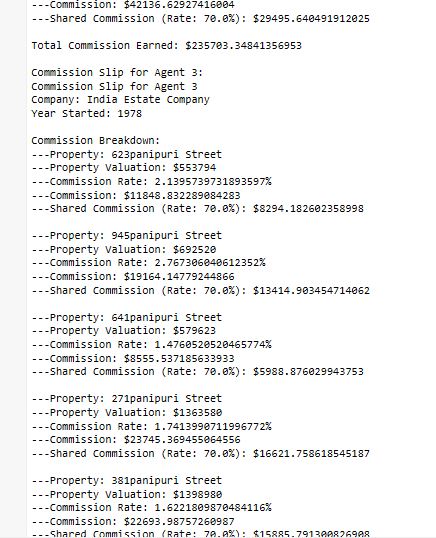 ---Commission: $42136.62927416004
---Shared Commission (Rate: 70.0%): $29495.640491912025
Total Commission Earned: $235703.34841356953
Commission Slip for Agent 3:
Commission Slip for Agent 3
Company: India Estate Company
Year Started: 1978
Commission Breakdown:
---Property: 623panipuri Street
---Property Valuation: $553794
---Commission Rate: 2.1395739731893597%
---Commission: $11848.832289084283
---Shared Commission (Rate: 70.0%): $8294.182602358998
---Property: 945panipuri Street
---Property Valuation: $692520
---Commission Rate: 2.767306040612352%
---Commission: $19164.14779244866
---Shared Commission (Rate: 70.0%): $13414.903454714062
---Property: 641panipuri Street
---Property Valuation: $579623
---Commission Rate: 1.4760520520465774%
---Commission: $8555.537185633933
---Shared Commission (Rate: 70.0%): $5988.876029943753
---Property: 271panipuri Street
---Property Valuation: $1363580
---Commission Rate: 1.7413990711996772%
---Commission: $23745.369455064556
---Shared Commission (Rate: 70.0%): $16621.758618545187
---Property: 381panipuri Street
---Property Valuation: $1398980
---Commission Rate: 1.6221809870484116%
---Commission: $22693.98757260987
---Shared Commission (Rate: 70.0%): $15885.791300826908